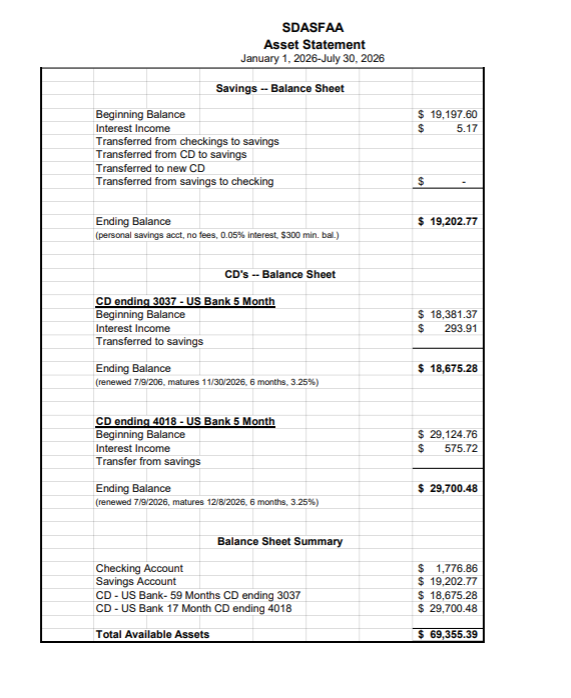 SDASFAA
Asset Statement
January 1, 2026-July 30, 2026
Savings -- Balance Sheet
Beginning Balance $ 19,197.60
Interest Income $ 5.17
Transferred from checkings to savings
Transferred from CD to savings
Transferred to new CD
Transferred from savings to checking $ -
Ending Balance $ 19,202.77
(personal savings acct, no fees, 0.05% interest, $300 min. bal.)
CD's -- Balance Sheet
CD ending 3037 - US Bank 5 Month
Beginning Balance $ 18,381.37
Interest Income $ 293.91
Transferred to savings
Ending Balance $ 18,675.28
(renewed 7/9/206, matures 11/30/2026, 6 months, 3.25%)
CD ending 4018 - US Bank 5 Month
Beginning Balance $ 29,124.76
Interest Income $ 575.72
Transfer from savings
Ending Balance $ 29,700.48
(renewed 7/9/2026, matures 12/8/2026, 6 months, 3.25%)
Balance Sheet Summary
Checking Account $ 1,776.86
Savings Account $ 19,202.77
CD - US Bank- 59 Months CD ending 3037 $ 18,675.28
CD - US Bank 17 Month CD ending 4018 $ 29,700.48
Total Available Assets $ 69,355.39